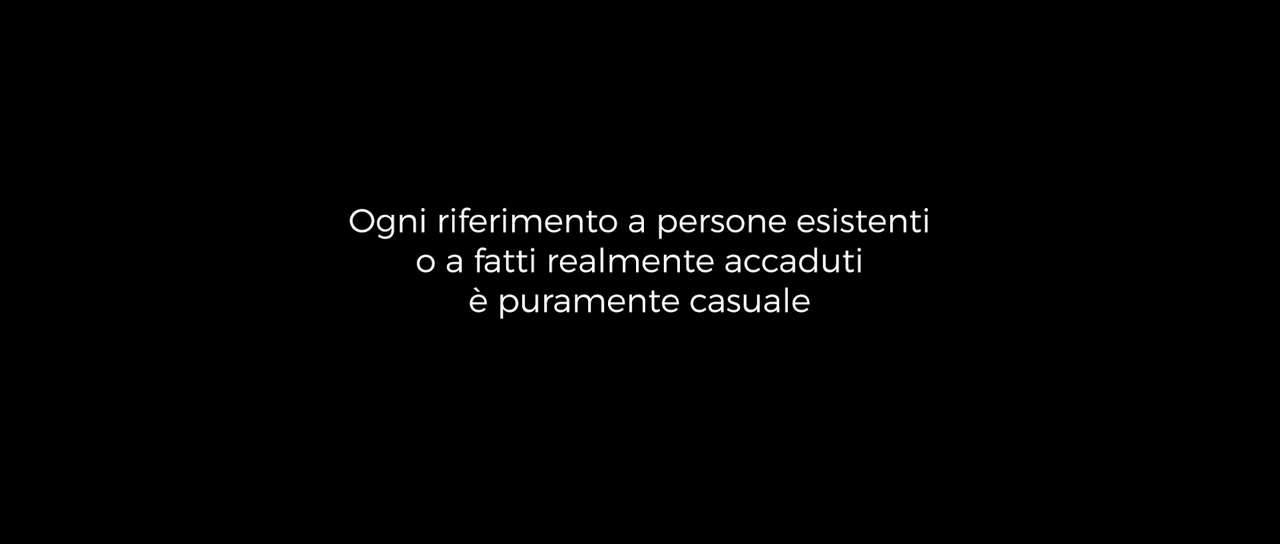 Ogni riferimento a persone esistenti
o a fatti realmente accaduti
è puramente casuale